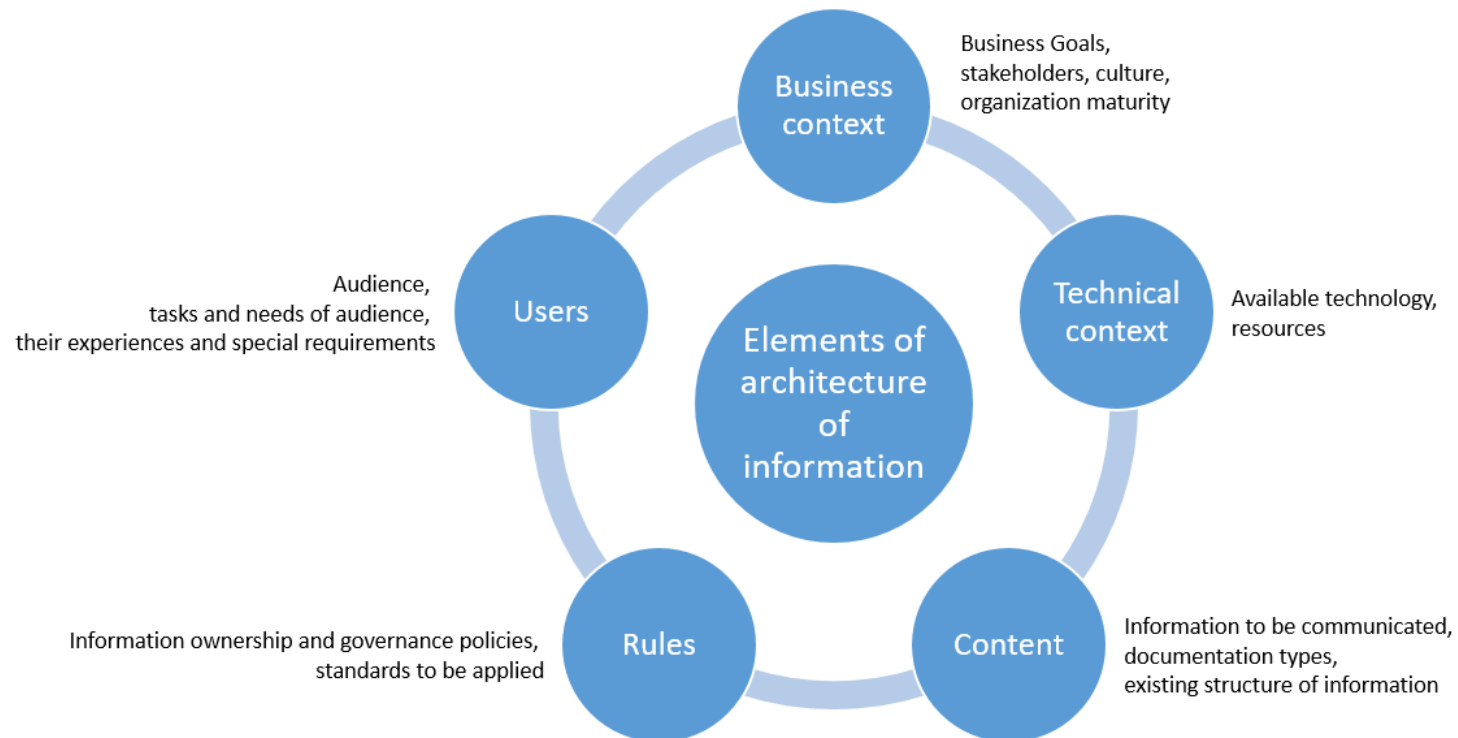 Business
context
Business Goals,
stakeholders, culture,
organization maturity
Technical
context
Available technology,
resources
Content
Information to be communicated,
documentation types,
existing structure of information
Rules
Information ownership and governance policies,
standards to be applied
Users
Audience,
tasks and needs of audience,
their experiences and special requirements
Elements of
architecture
of
information